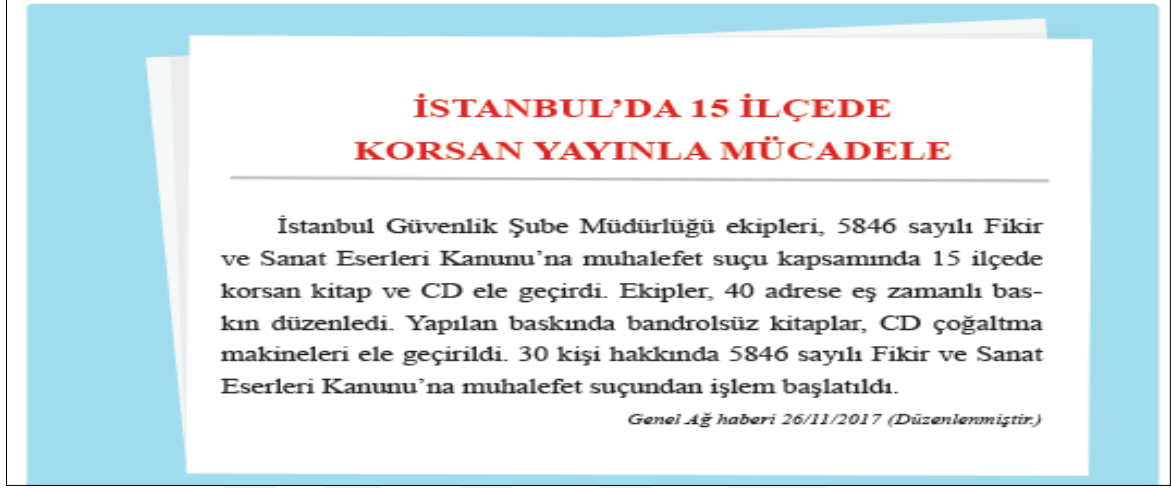 İSTANBUL'DA 15 İLÇEDE
KORSAN YAYINLA MÜCADELE
İstanbul Güvenlik Şube Müdürlüğü ekipleri, 5846 sayılı Fikir
ve Sanat Eserleri Kanunu'na muhalefet suçu kapsamında 15 ilçede
korsan kitap ve CD ele geçirdi. Ekipler, 40 adrese eş zamanlı bas-
kın düzenledi. Yapılan baskında bandrolsüz kitaplar, CD çoğaltma
makineleri ele geçirildi. 30 kişi hakkında 5846 sayılı Fikir ve Sanat
Eserleri Kanunu'na muhalefet suçundan işlem başlatıldı.
Genel Ağ haberi 26/11/2017 (Düzenlenmiştir.)